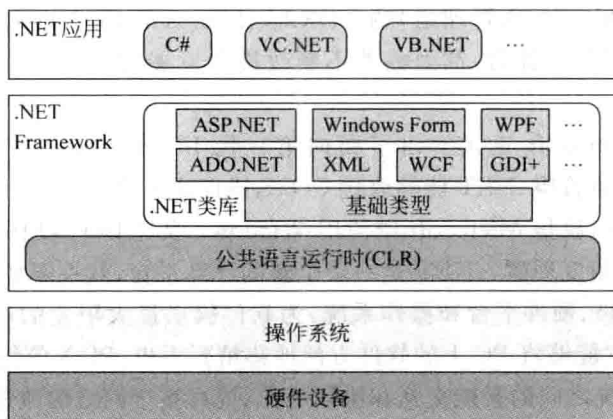 .NET应用
C# VC.NET VB.NET …
.NET
Framework
ASP.NET Windows Form WPF …
ADO.NET XML WCF GDI+ …
.NET类库 基础类型
公共语言运行时(CLR)
操作系统
硬件设备